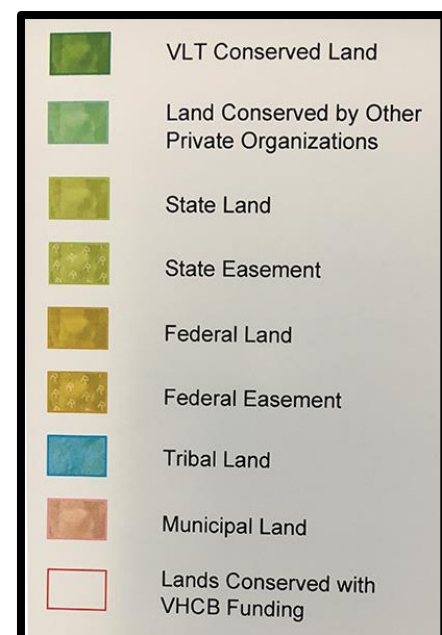 VLT Conserved Land
Land Conserved by Other
Private Organizations
State Land
State Easement
Federal Land
Federal Easement
Tribal Land
Municipal Land
Lands Conserved with
VHCB Funding